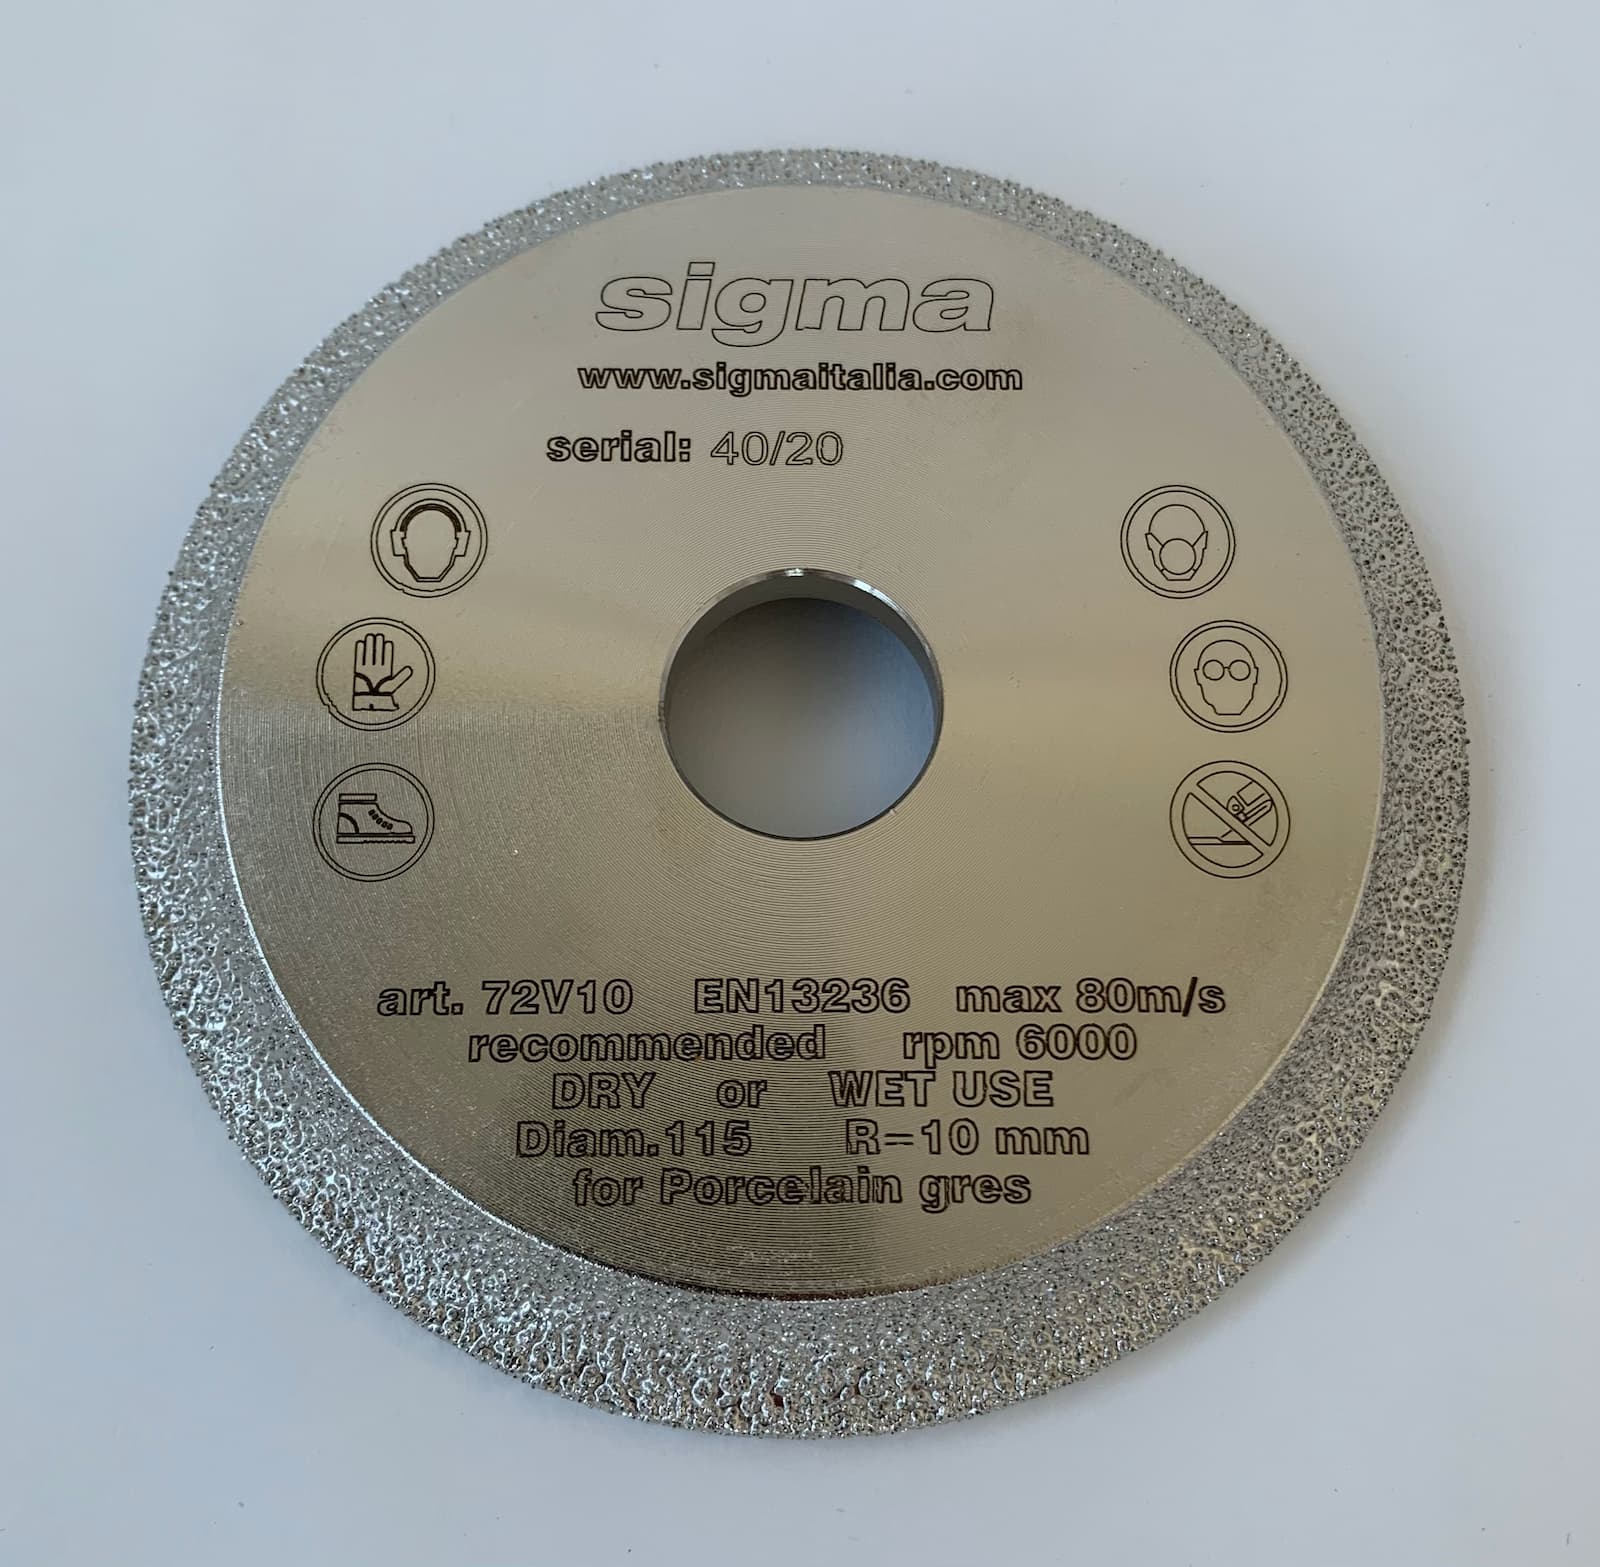 sigma
www.sigmaitalia.com
serial: 40/20
art. 72V10 EN13236 max 80m/s
recommended rpm 6000
DRY or WET USE
Diam.115 R=10 mm
for Porcelain gres